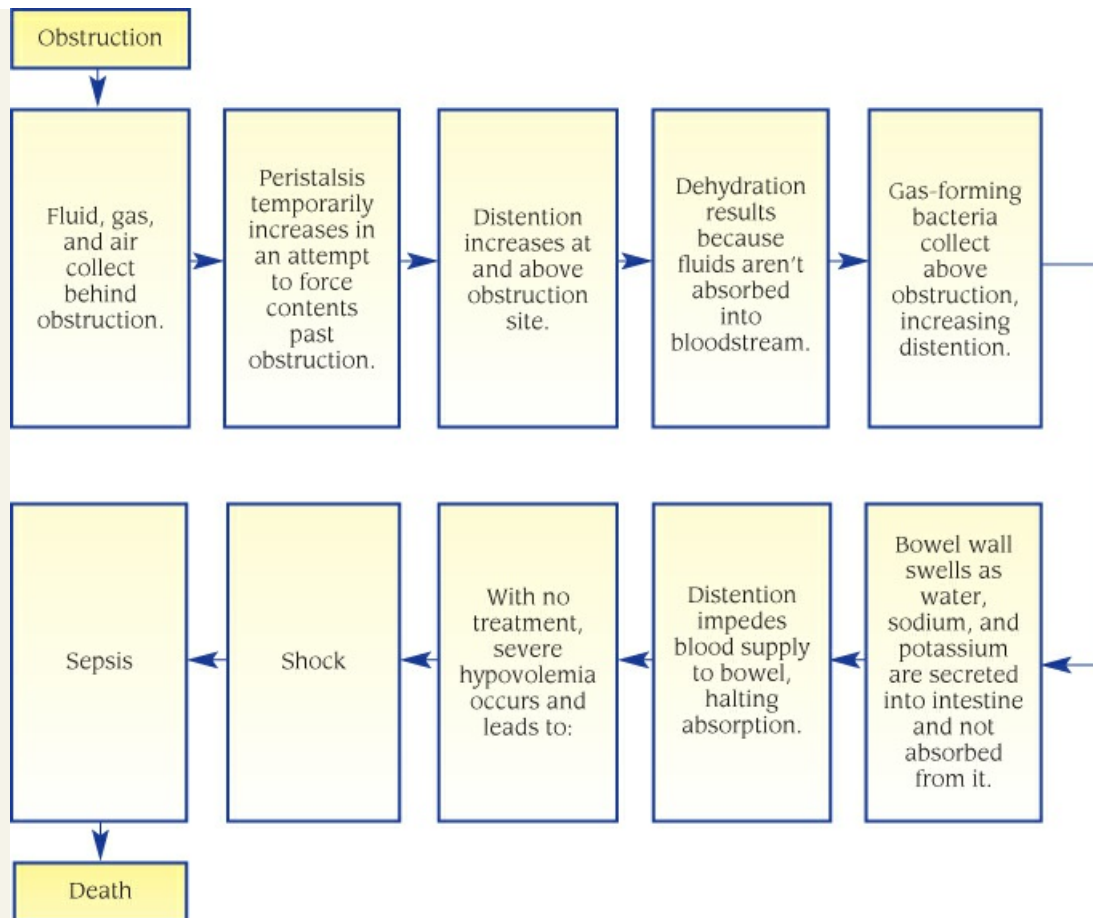 Obstruction
Fluid, gas,
and air
collect
behind
obstruction.
Peristalsis
temporarily
increases in
an attempt
to force
contents
past
obstruction.
Distention
increases at
and above
obstruction
site.
Dehydration
results
because
fluids aren't
absorbed
into
bloodstream.
Gas-forming
bacteria
collect
above
obstruction,
increasing
distention.
Bowel wall
swells as
water,
sodium, and
potassium
are secreted
into intestine
and not
absorbed
from it.
Distention
impedes
blood supply
to bowel,
halting
absorption.
With no
treatment,
severe
hypovolemia
occurs and
leads to:
Shock
Sepsis
Death